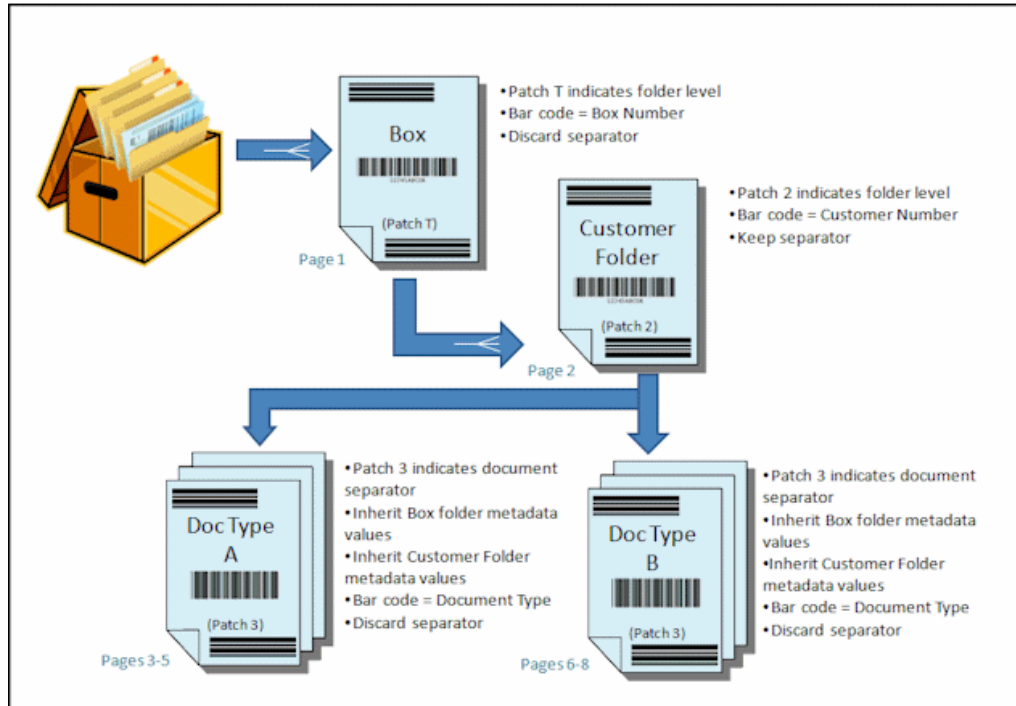 Box
(Patch T)
Page 1
•Patch T indicates folder level
•Bar code = Box Number
•Discard separator
Customer
Folder
(Patch 2)
Page 2
•Patch 2 indicates folder level
•Bar code = Customer Number
•Keep separator
Doc Type
A
(Patch 3)
Pages 3-5
•Patch 3 indicates document
separator
•Inherit Box folder metadata
values
•Inherit Customer Folder
metadata values
•Bar code = Document Type
•Discard separator
Doc Type
B
(Patch 3)
Pages 6-8
•Patch 3 indicates document
separator
•Inherit Box folder metadata
values
•Inherit Customer Folder
metadata values
•Bar code = Document Type
•Discard separator